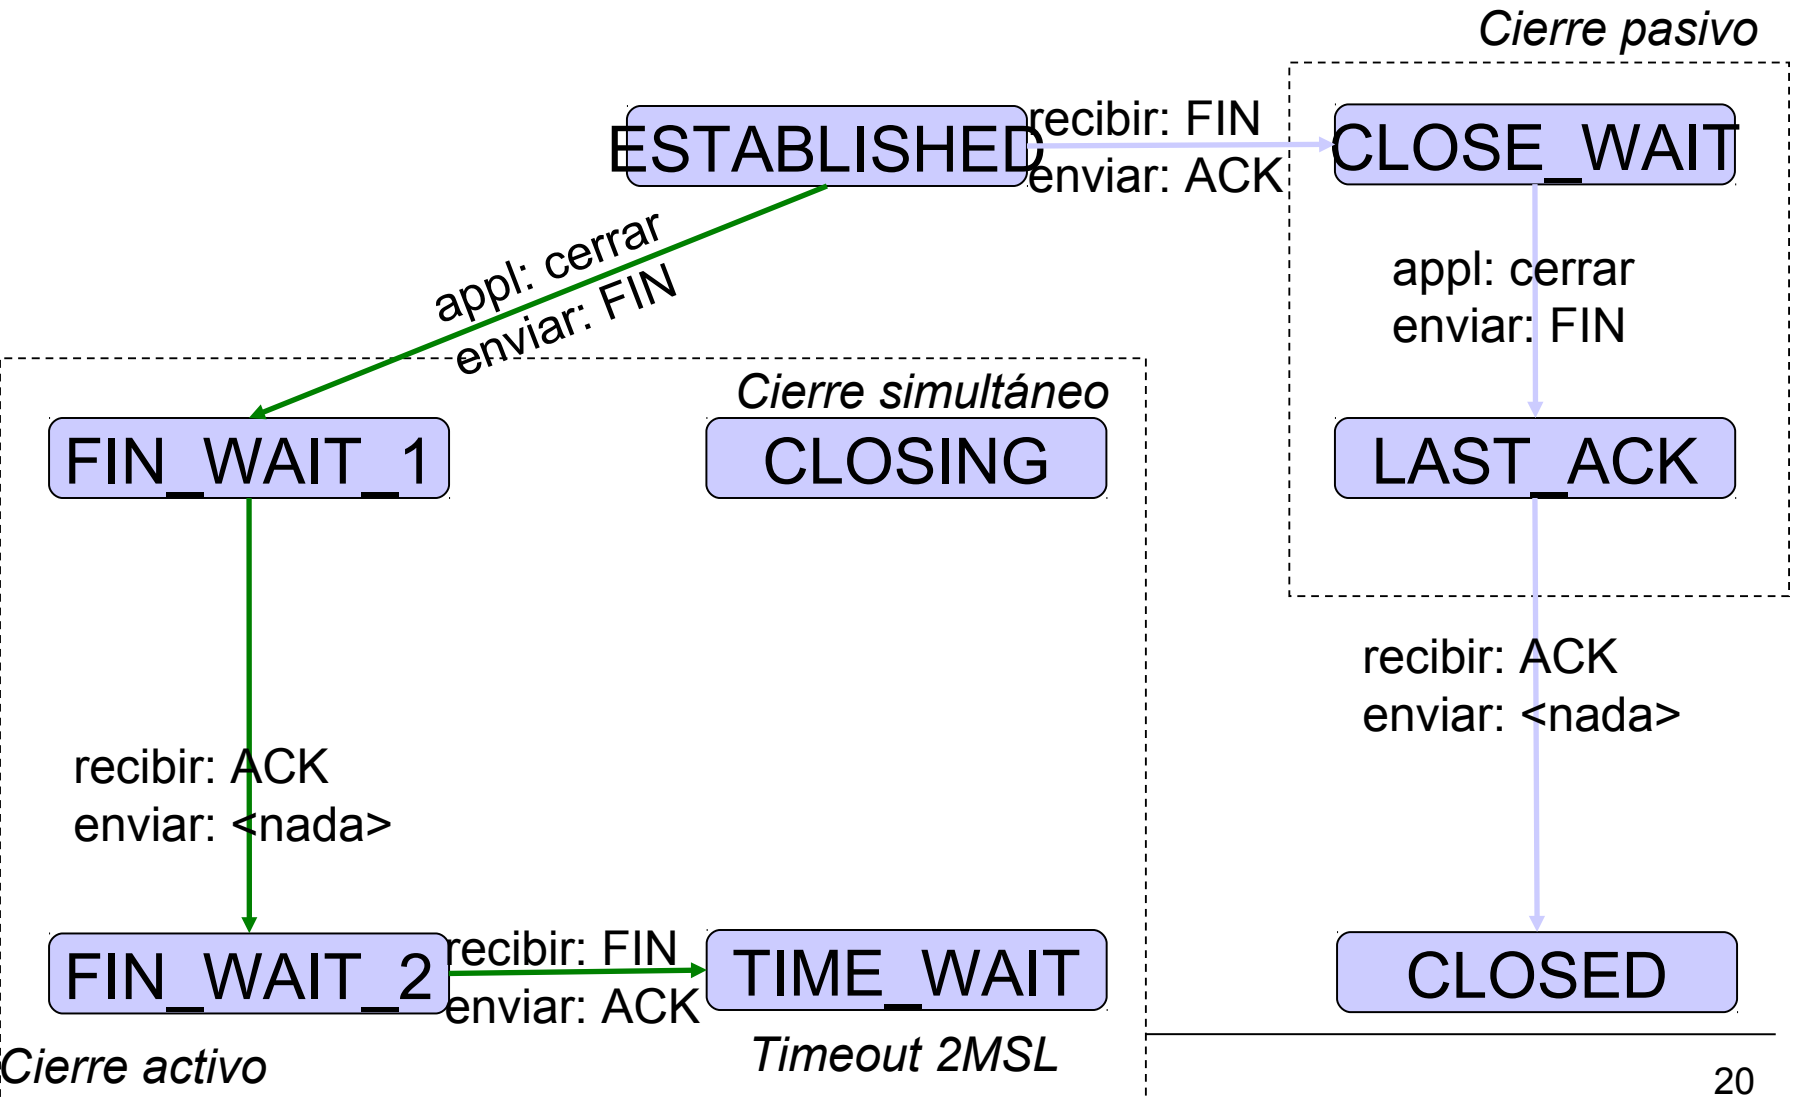 Cierre pasivo
ESTABLISHED
recibir: FIN
enviar: ACK
CLOSE_WAIT
appl: cerrar
enviar: FIN
appl: cerrar
enviar: FIN
Cierre simultáneo
FIN_WAIT_1
CLOSING
LAST_ACK
recibir: ACK
enviar: <nada>
recibir: ACK
enviar: <nada>
FIN_WAIT_2
recibir: FIN
enviar: ACK
TIME_WAIT
CLOSED
Cierre activo
Timeout 2MSL
20